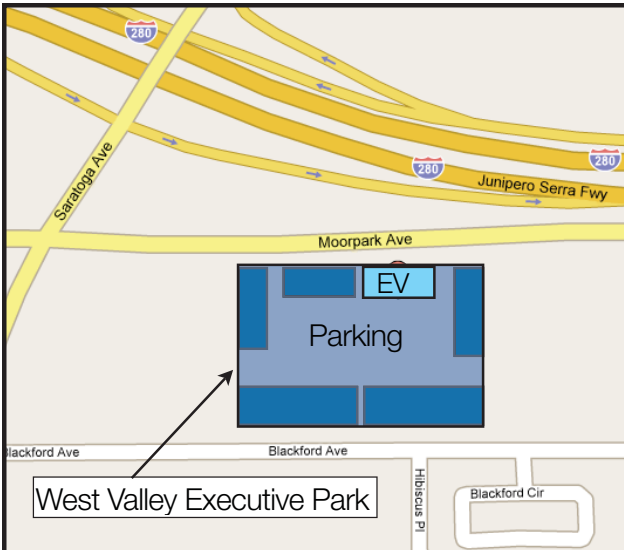 280
Saratoga Ave
280
280
Junipero Serra Fwy
Moorpark Ave
EV
Parking
Blackford Ave
Blackford Ave
West Valley Executive Park
Hibiscus Pl
Blackford Cir